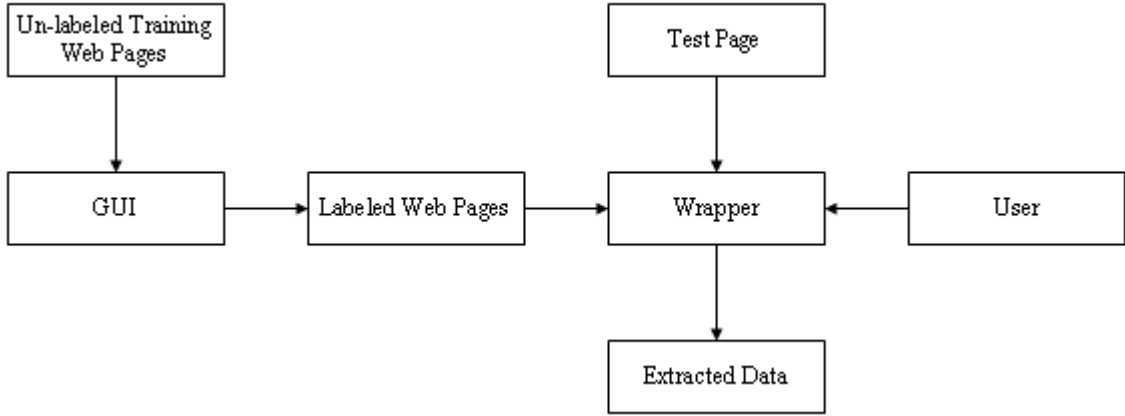 Un-labeled Training
Web Pages
Test Page
GUI
Labeled Web Pages
Wrapper
User
Extracted Data